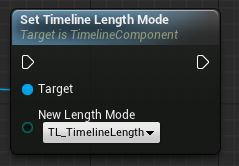 Set Timeline Length Mode
Target is TimelineComponent
Target
New Length Mode
TL_TimelineLength